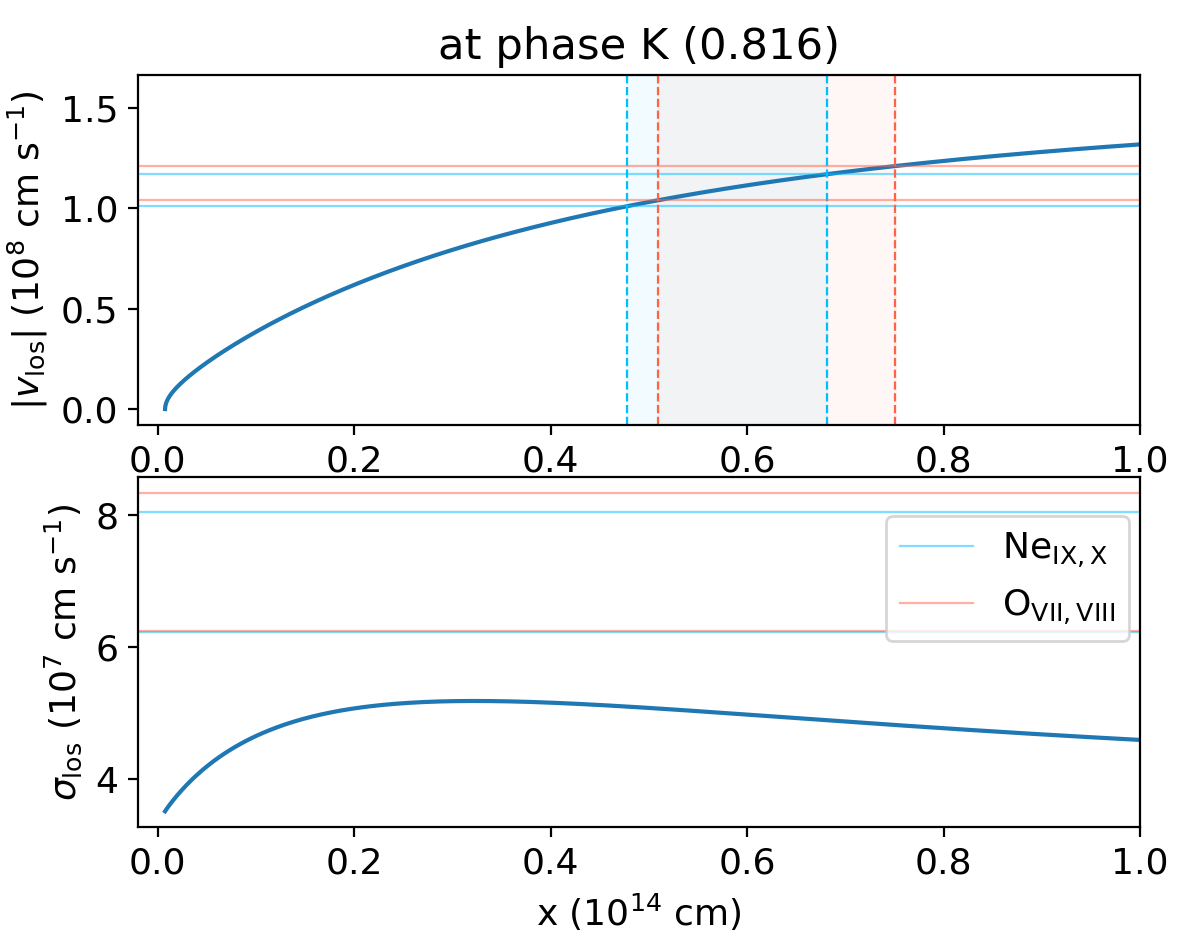 at phase K (0.816)
|v_los| (10^8 cm s^−1)
1.5
1.0
0.5
0.0
0.0 0.2 0.4 0.6 0.8 1.0
σ_los (10^7 cm s^−1)
8
6
4
Ne_IX, X
O_VII, VIII
0.0 0.2 0.4 0.6 0.8 1.0
x (10^14 cm)